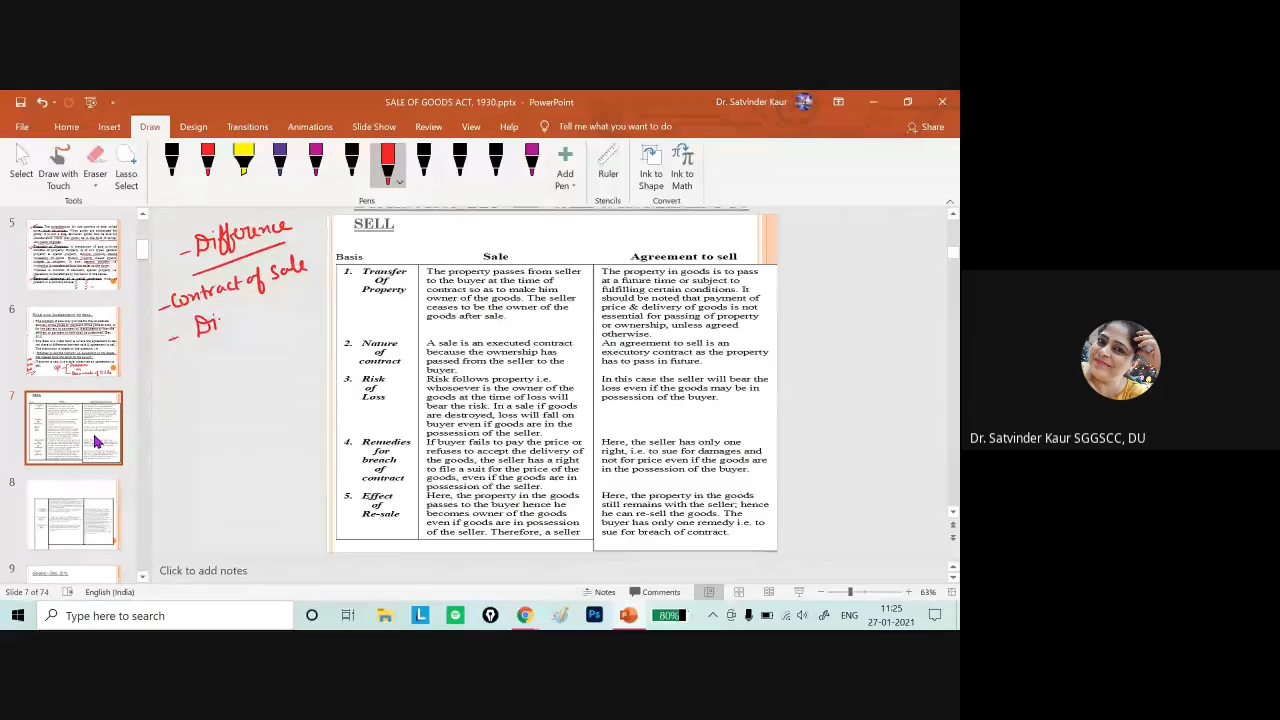 SALE OF GOODS ACT, 1930.pptx - PowerPoint
Dr. Satvinder Kaur
File Home Insert Draw Design Transitions Animations Slide Show Review View Help Tell me what you want to do
Share
Select
Draw with Touch
Eraser
Lasso Select
Add Pen
Ruler
Ink to Shape
Ink to Math
Tools
Pens
Stencils
Convert
5
6
7
8
9
- Difference
- Contract of Sale
- Di
SELL
Basis Sale Agreement to sell
1. Transfer Of Property
The property passes from seller
to the buyer at the time of
contract so as to make him
owner of the goods. The seller
ceases to be the owner of the
goods after sale.
The property in goods is to pass
at a future time or subject to
fulfilling certain conditions. It
should be noted that payment of
price & delivery of goods is not
essential for passing of property
or ownership, unless agreed
otherwise.
2. Nature of contract
A sale is an executed contract
because the ownership has
passed from the seller to the
buyer.
An agreement to sell is an
executory contract as the property
has to pass in future.
3. Risk of Loss
Risk follows property i.e.
whosoever is the owner of the
goods at the time of loss will
bear the risk. In a sale if goods
are destroyed, loss will fall on
buyer even if goods are in the
possession of the seller.
In this case the seller will bear the
loss even if the goods may be in
possession of the buyer.
4. Remedies for breach of contract
If buyer fails to pay the price or
refuses to accept the delivery of
the goods, the seller has a right
to file a suit for the price of the
goods, even if the goods are in
possession of the seller.
Here, the seller has only one
right, i.e. to sue for damages and
not for price even if the goods are
in the possession of the buyer.
5. Effect of Re-sale
Here, the property in the goods
passes to the buyer hence he
becomes owner of the goods
even if goods are in possession
of the seller. Therefore, a seller
Here, the property in the goods
still remains with the seller; hence
he can re-sell the goods. The
buyer has only one remedy i.e. to
sue for breach of contract.
Click to add notes
Slide 7 of 74 English (India) Notes Comments 63%
Type here to search
80%
ENG
11:25
27-01-2021
Dr. Satvinder Kaur SGGSCC, DU